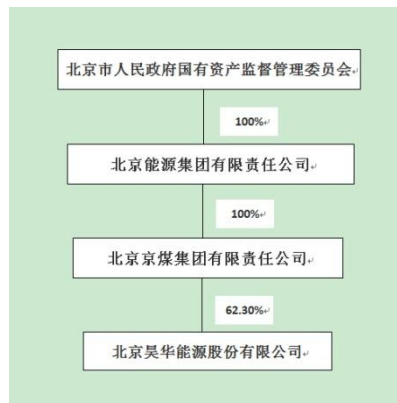 北京市人民政府国有资产监督管理委员会
100%
北京能源集团有限责任公司
100%
北京京煤集团有限责任公司
62.30%
北京昊华能源股份有限公司